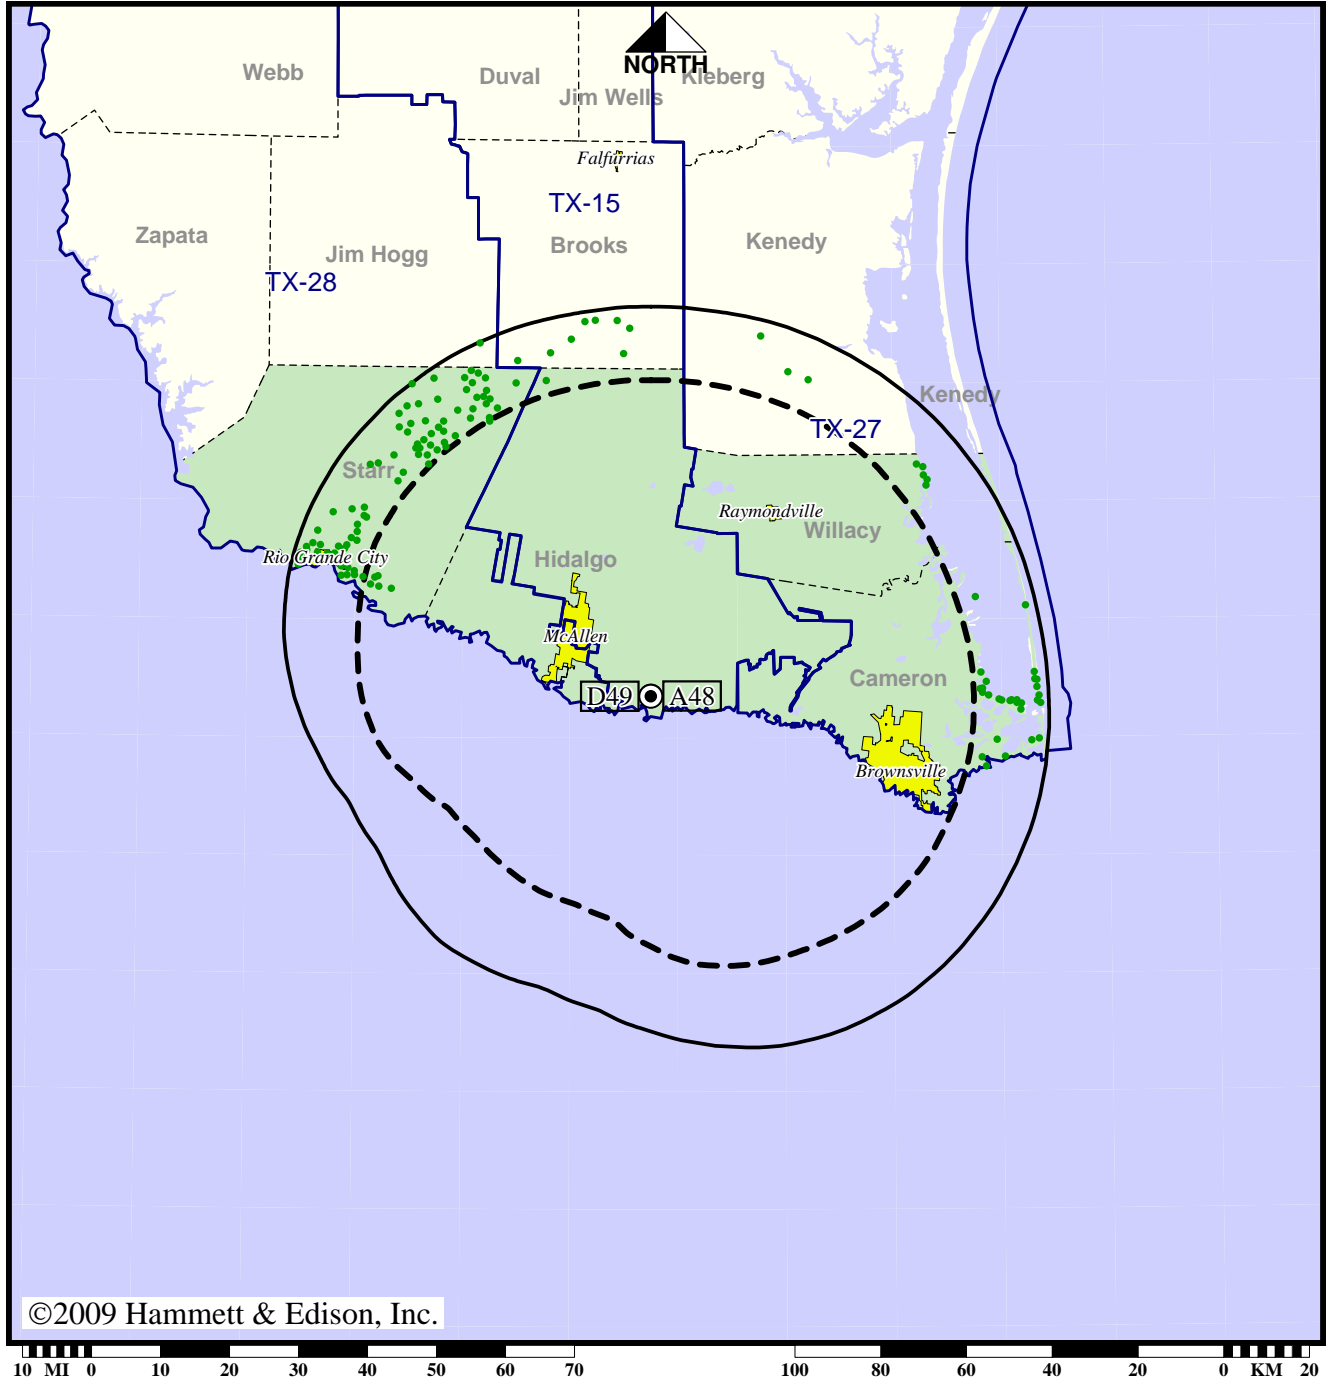 NORTH
Webb
Duval
Kleberg
Jim Wells
Falfurrias
TX-15
Zapata
Jim Hogg
Brooks
Kenedy
TX-28
Kenedy
TX-27
Starr
Raymondville
Willacy
Rio Grande City
Hidalgo
McAllen
Cameron
D49
A48
Brownsville
©2009 Hammett & Edison, Inc.
10 MI 0 10 20 30 40 50 60 70
100 80 60 40 20 0 KM 20